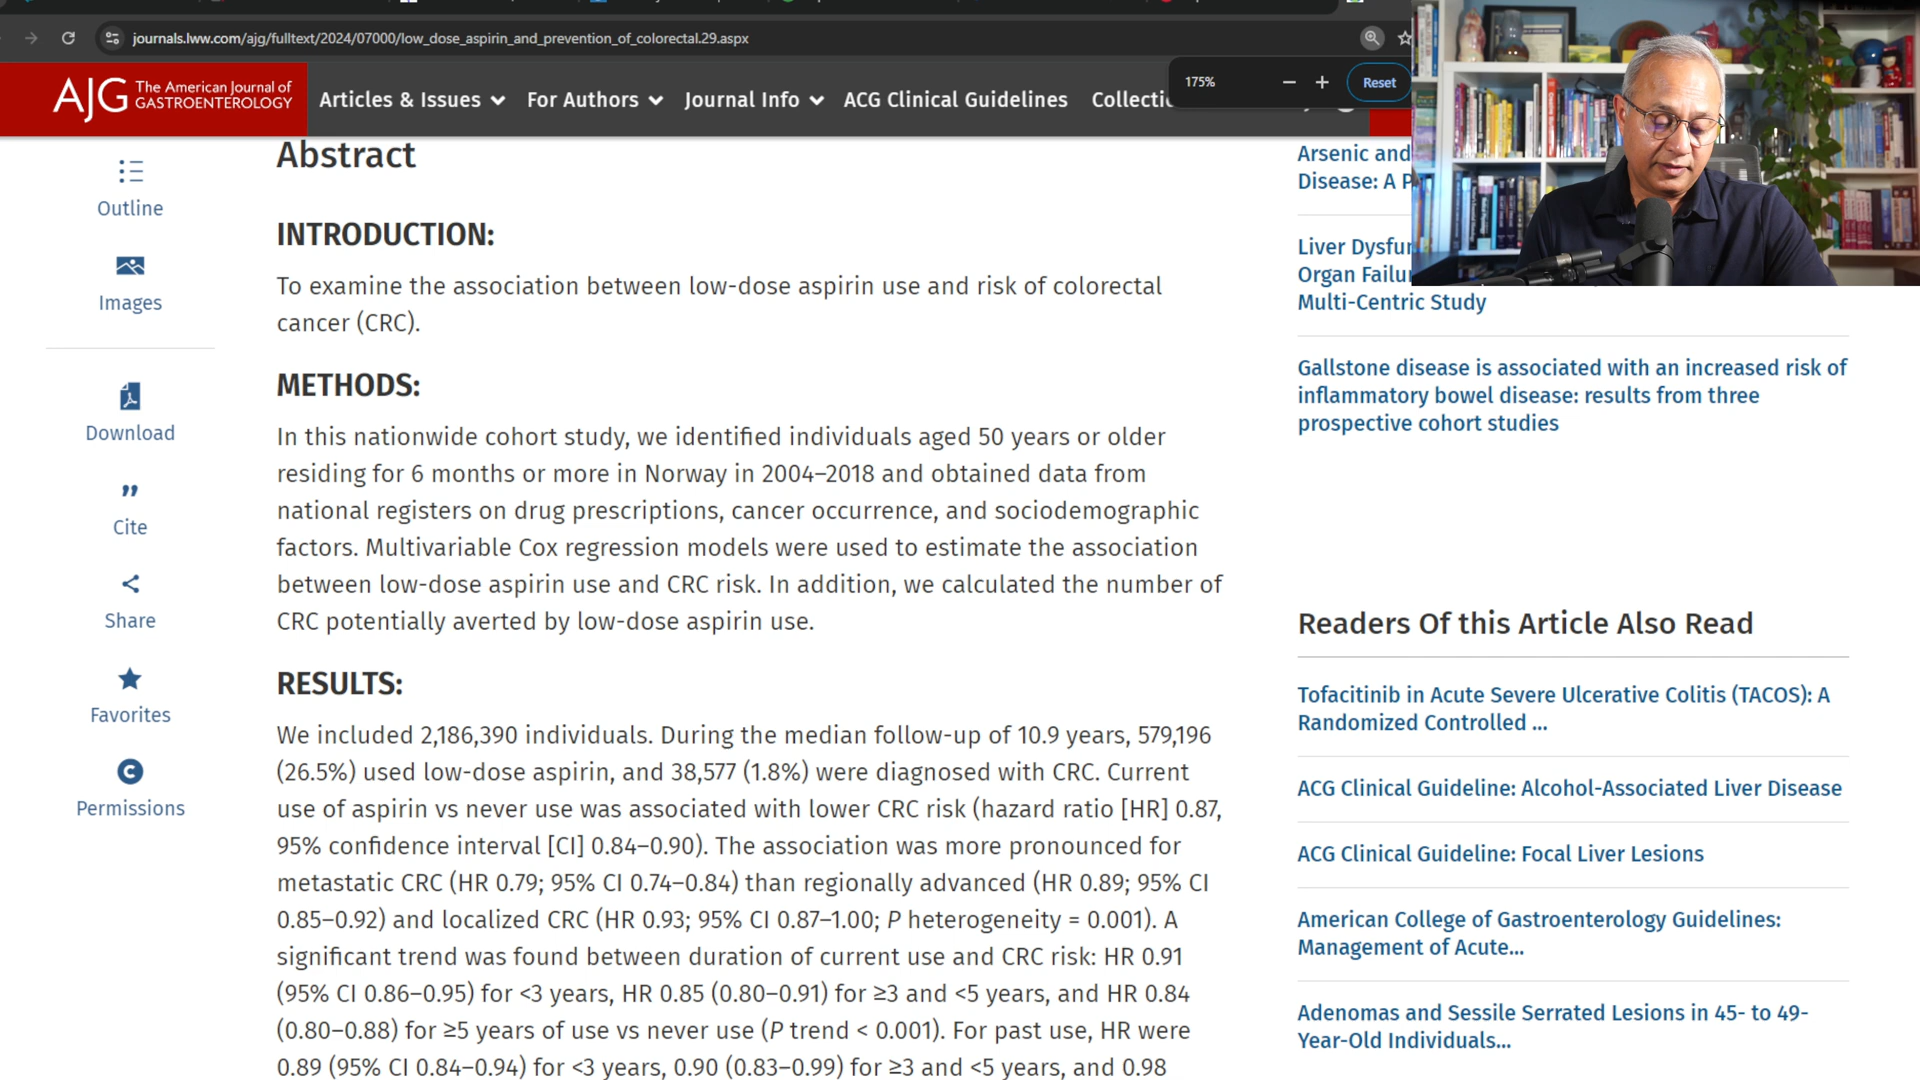 journals.lww.com/ajg/fulltext/2024/07000/low_dose_aspirin_and_prevention_of_colorectal.29.aspx
175%
Reset
AJG The American Journal of
GASTROENTEROLOGY
Articles & Issues
For Authors
Journal Info
ACG Clinical Guidelines
Outline
Images
Download
Cite
Share
Favorites
Permissions
Abstract
INTRODUCTION:
To examine the association between low-dose aspirin use and risk of colorectal
cancer (CRC).
METHODS:
In this nationwide cohort study, we identified individuals aged 50 years or older
residing for 6 months or more in Norway in 2004–2018 and obtained data from
national registers on drug prescriptions, cancer occurrence, and sociodemographic
factors. Multivariable Cox regression models were used to estimate the association
between low-dose aspirin use and CRC risk. In addition, we calculated the number of
CRC potentially averted by low-dose aspirin use.
RESULTS:
We included 2,186,390 individuals. During the median follow-up of 10.9 years, 579,196
(26.5%) used low-dose aspirin, and 38,577 (1.8%) were diagnosed with CRC. Current
use of aspirin vs never use was associated with lower CRC risk (hazard ratio [HR] 0.87,
95% confidence interval [CI] 0.84–0.90). The association was more pronounced for
metastatic CRC (HR 0.79; 95% CI 0.74–0.84) than regionally advanced (HR 0.89; 95% CI
0.85–0.92) and localized CRC (HR 0.93; 95% CI 0.87–1.00; P heterogeneity = 0.001). A
significant trend was found between duration of current use and CRC risk: HR 0.91
(95% CI 0.86–0.95) for <3 years, HR 0.85 (0.80–0.91) for ≥3 and <5 years, and HR 0.84
(0.80–0.88) for ≥5 years of use vs never use (P trend < 0.001). For past use, HR were
0.89 (95% CI 0.84–0.94) for <3 years, 0.90 (0.83–0.99) for ≥3 and <5 years, and 0.98
Arsenic and
Disease: A P
Liver Dysfun
Organ Failu
Multi-Centric Study
Gallstone disease is associated with an increased risk of
inflammatory bowel disease: results from three
prospective cohort studies
Readers Of this Article Also Read
Tofacitinib in Acute Severe Ulcerative Colitis (TACOS): A
Randomized Controlled ...
ACG Clinical Guideline: Alcohol-Associated Liver Disease
ACG Clinical Guideline: Focal Liver Lesions
American College of Gastroenterology Guidelines:
Management of Acute...
Adenomas and Sessile Serrated Lesions in 45- to 49-
Year-Old Individuals...